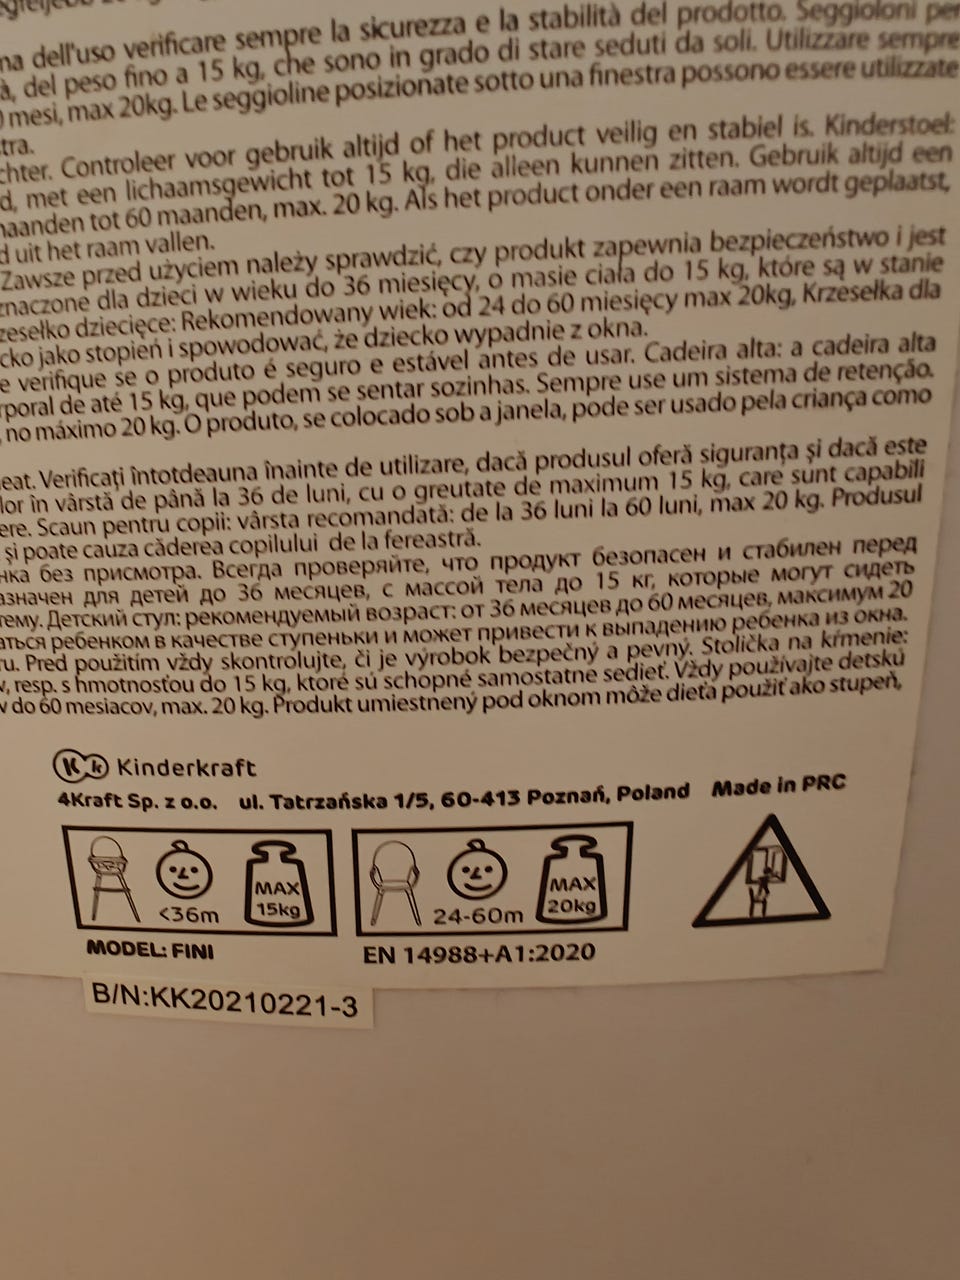 na dell'uso verificare sempre la sicurezza e la stabilità del prodotto. Seggioloni per
à, del peso fino a 15 kg, che sono in grado di stare seduti da soli. Utilizzare sempre
0 mesi, max 20kg. Le seggioline posizionate sotto una finestra possono essere utilizzate
tra.
chter. Controleer voor gebruik altijd of het product veilig en stabiel is. Kinderstoel:
d, met een lichaamsgewicht tot 15 kg, die alleen kunnen zitten. Gebruik altijd een
maanden tot 60 maanden, max. 20 kg. Als het product onder een raam wordt geplaatst,
d uit het raam vallen.
Zawsze przed użyciem należy sprawdzić, czy produkt zapewnia bezpieczeństwo i jest
znaczone dla dzieci w wieku do 36 miesięcy, o masie ciała do 15 kg, które są w stanie
zesełko dziecięce: Rekomendowany wiek: od 24 do 60 miesięcy max 20kg, Krzesełka dla
cko jako stopień i spowodować, że dziecko wypadnie z okna.
e verifique se o produto é seguro e estável antes de usar. Cadeira alta: a cadeira alta
rporal de até 15 kg, que podem se sentar sozinhas. Sempre use um sistema de retenção.
, no máximo 20 kg. O produto, se colocado sob a janela, pode ser usado pela criança como
eat. Verificați întotdeauna înainte de utilizare, dacă produsul oferă siguranța și dacă este
lor în vârstă de până la 36 de luni, cu o greutate de maximum 15 kg, care sunt capabili
ere. Scaun pentru copii: vârsta recomandată: de la 36 luni la 60 luni, max 20 kg. Produsul
și poate cauza căderea copilului de la fereastră.
нка без присмотра. Всегда проверяйте, что продукт безопасен и стабилен перед
азначен для детей до 36 месяцев, с массой тела до 15 кг, которые могут сидеть
тему. Детский стул: рекомендуемый возраст: от 36 месяцев до 60 месяцев, максимум 20
аться ребенком в качестве ступеньки и может привести к выпадению ребенка из окна.
ru. Pred použitím vždy skontrolujte, či je výrobok bezpečný a pevný. Stolička na kŕmenie:
v, resp. s hmotnosťou do 15 kg, ktoré sú schopné samostatne sedieť. Vždy používajte detskú
v do 60 mesiacov, max. 20 kg. Produkt umiestnený pod oknom môže dieťa použiť ako stupeň,
Kk Kinderkraft
4Kraft Sp. z o.o. ul. Tatrzańska 1/5, 60-413 Poznań, Poland Made in PRC
<36m MAX 15kg 24-60m MAX 20kg
MODEL: FINI EN 14988+A1:2020
B/N:KK20210221-3